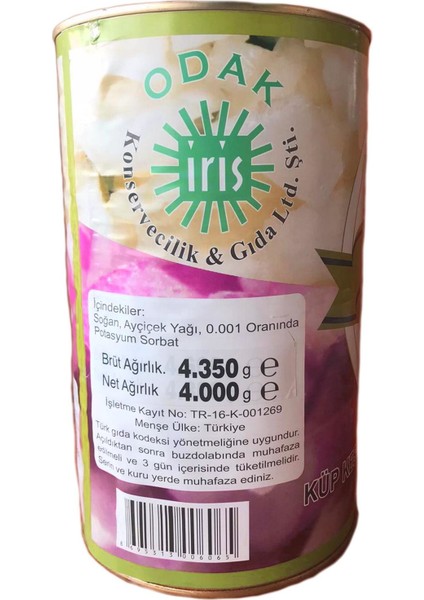 ODAK
iris
Konservecilik & Gıda Ltd. Şti.
İçindekiler:
Soğan, Ayçiçek Yağı, 0.001 Oranında
Potasyum Sorbat
Brüt Ağırlık. 4.350 g e
Net Ağırlık 4.000 g e
İşletme Kayıt No: TR-16-K-001269
Menşe Ülke: Türkiye
Türk gıda kodeksi yönetmeliğine uygundur.
Açıldıktan sonra buzdolabında muhafaza
edilmeli ve 3 gün içerisinde tüketilmelidir.
Serin ve kuru yerde muhafaza ediniz.
KÜP